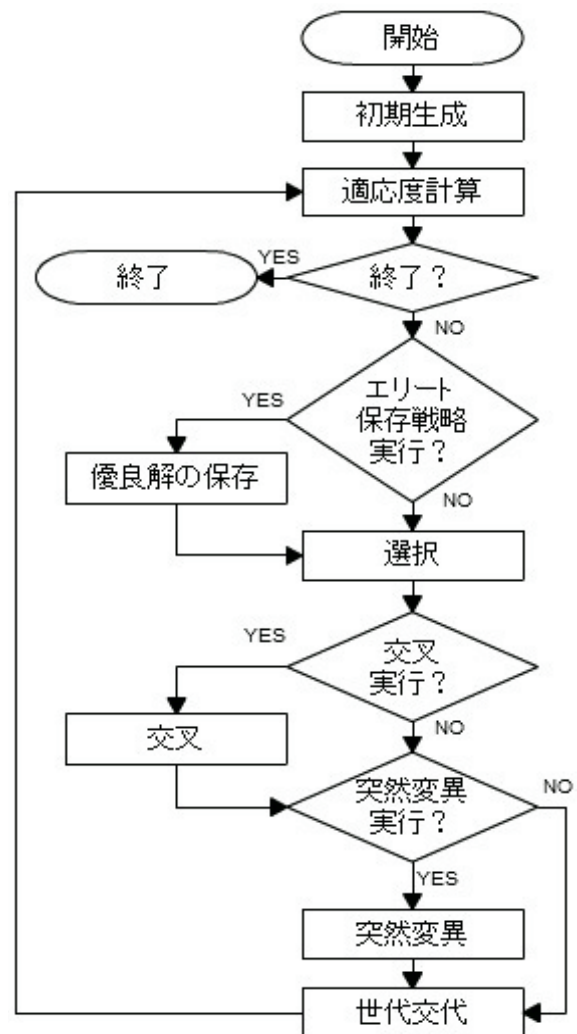 開始
初期生成
適応度計算
YES
終了
終了？
NO
エリート
保存戦略
実行？
YES
優良解の保存
NO
選択
YES
交叉
実行？
交叉
NO
突然変異
実行？
NO
YES
突然変異
世代交代